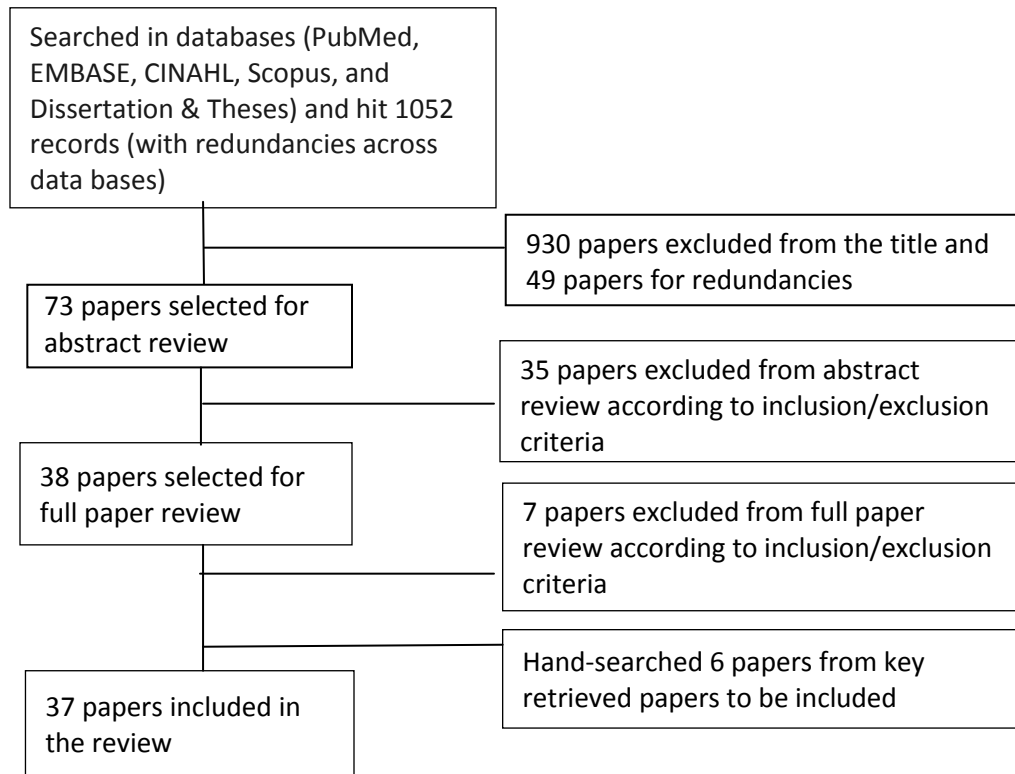 Searched in databases (PubMed,
EMBASE, CINAHL, Scopus, and
Dissertation & Theses) and hit 1052
records (with redundancies across
data bases)
930 papers excluded from the title and
49 papers for redundancies
73 papers selected for
abstract review
35 papers excluded from abstract
review according to inclusion/exclusion
criteria
38 papers selected for
full paper review
7 papers excluded from full paper
review according to inclusion/exclusion
criteria
Hand-searched 6 papers from key
retrieved papers to be included
37 papers included in
the review